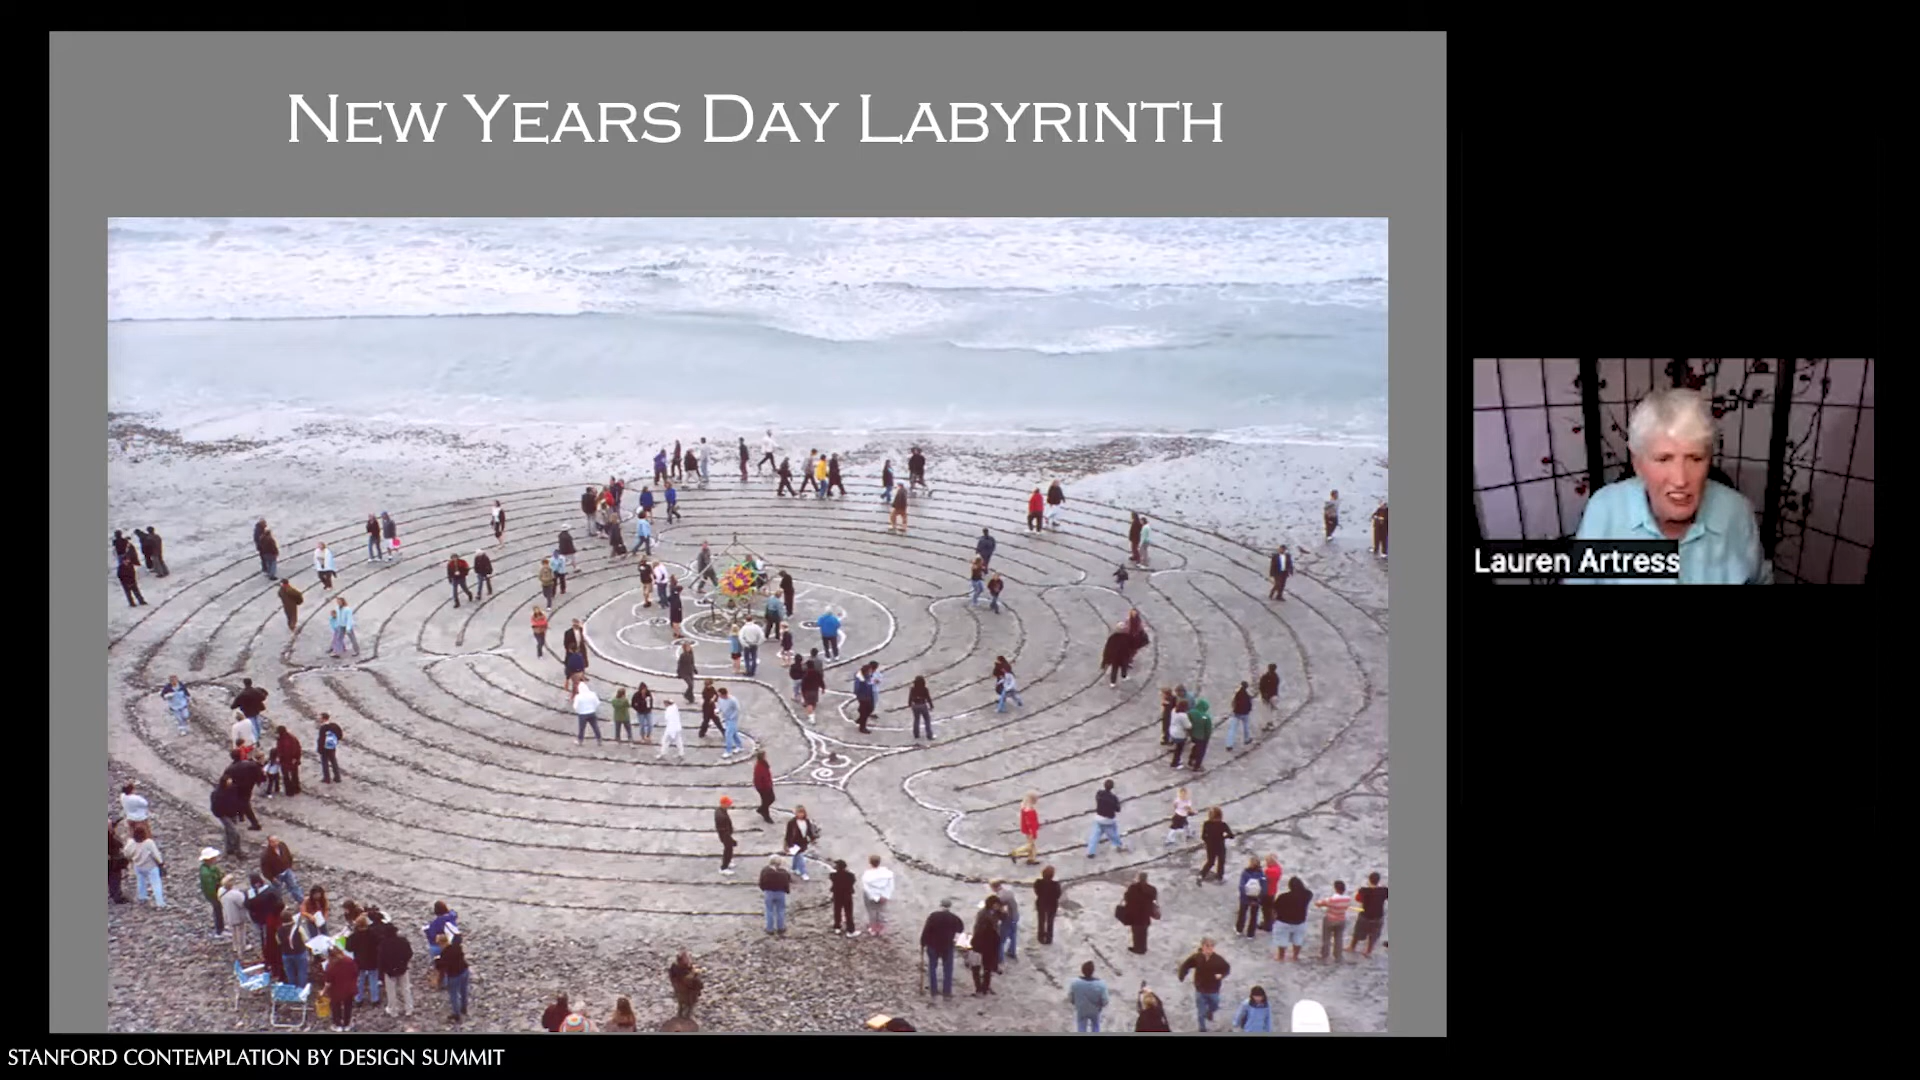 New Years Day Labyrinth
Lauren Artress
STANFORD CONTEMPLATION BY DESIGN SUMMIT